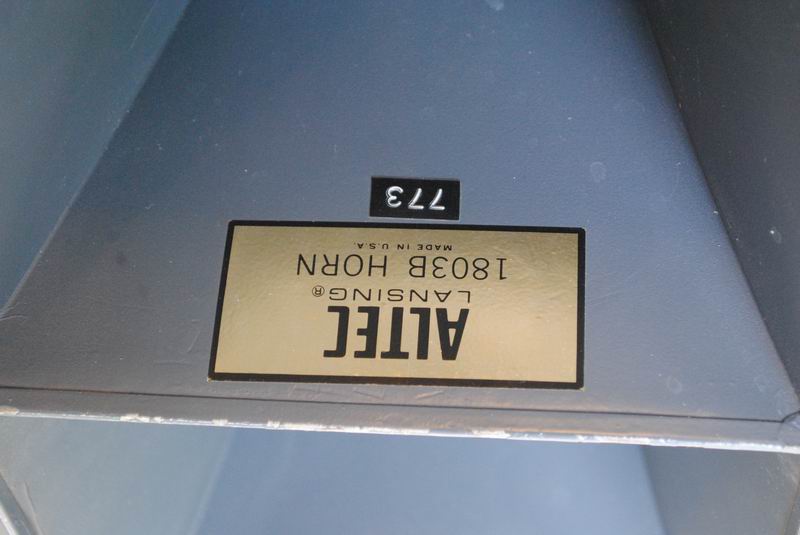 ALTEC
LANSING®
1803B HORN
MADE IN U.S.A.
773